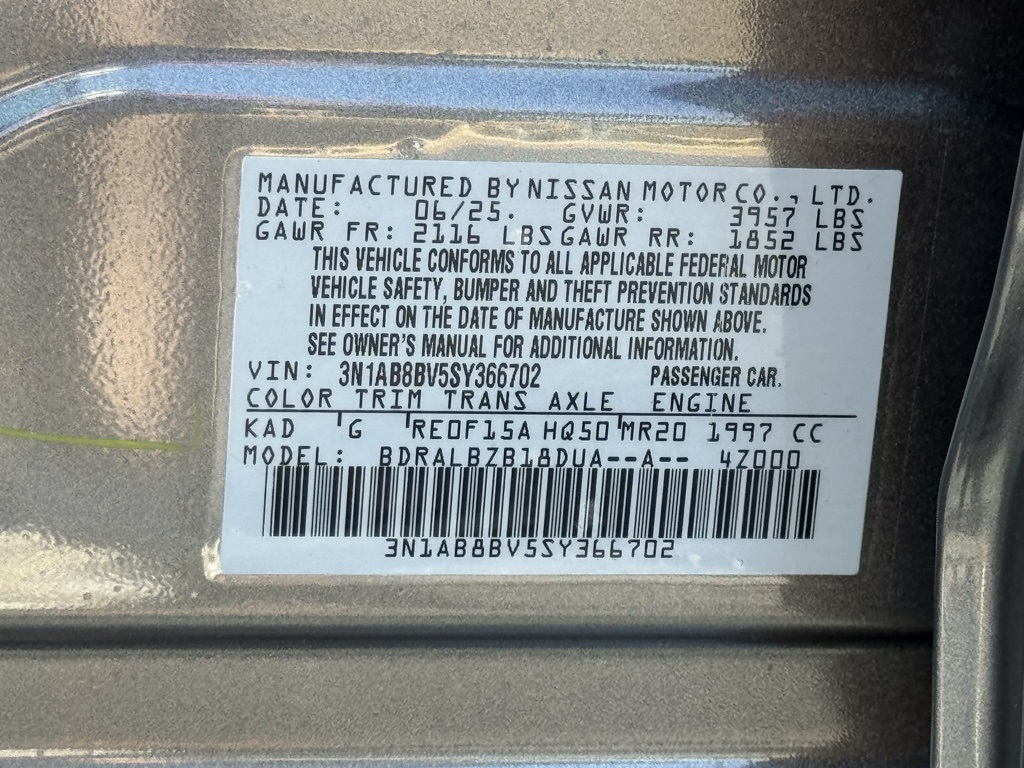 MANUFACTURED BY NISSAN MOTOR CO., LTD.
DATE: 06/25. GVWR: 3957 LBS
GAWR FR: 2116 LBS GAWR RR: 1852 LBS
THIS VEHICLE CONFORMS TO ALL APPLICABLE FEDERAL MOTOR
VEHICLE SAFETY, BUMPER AND THEFT PREVENTION STANDARDS
IN EFFECT ON THE DATE OF MANUFACTURE SHOWN ABOVE.
SEE OWNER'S MANUAL FOR ADDITIONAL INFORMATION.
VIN: 3N1AB8BV5SY366702 PASSENGER CAR.
COLOR TRIM TRANS AXLE ENGINE
KAD G RE0F15A HQ50 MR20 1997 CC
MODEL: BDRALBZB18DUA--A-- 4Z000
3N1AB8BV5SY366702